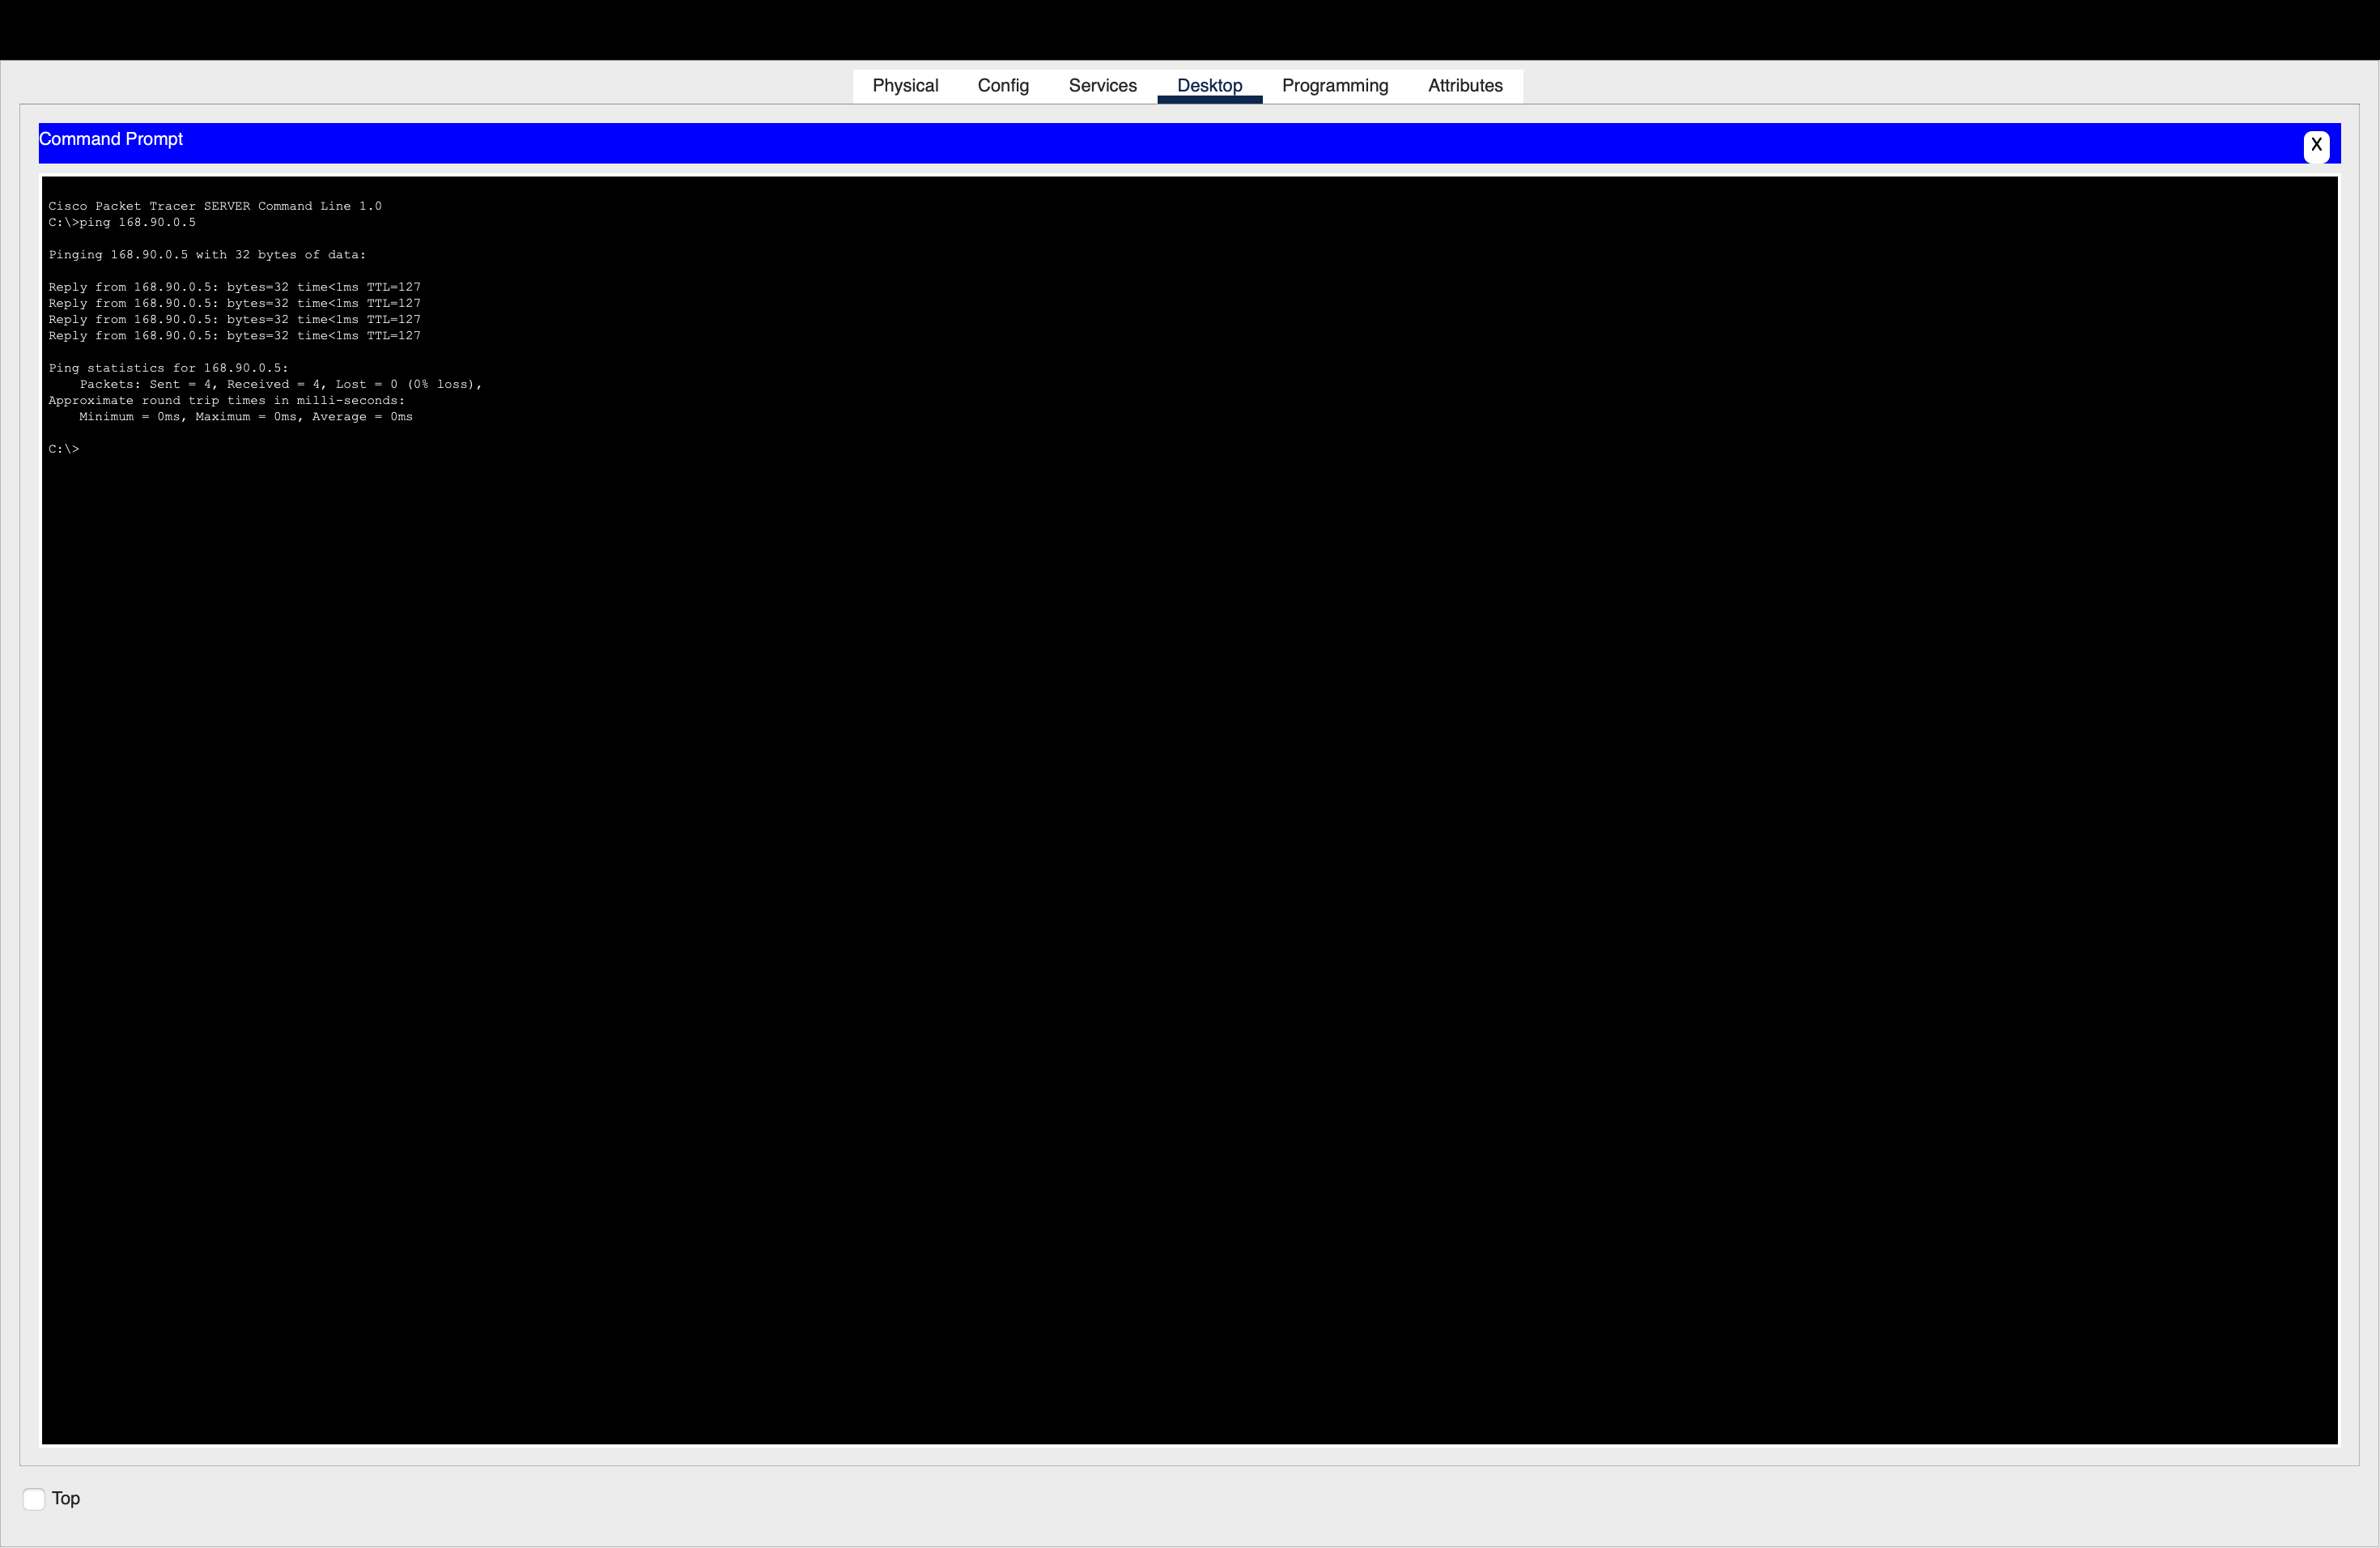 Physical Config Services Desktop Programming Attributes
Command Prompt
X
Cisco Packet Tracer SERVER Command Line 1.0
C:\>ping 168.90.0.5
Pinging 168.90.0.5 with 32 bytes of data:
Reply from 168.90.0.5: bytes=32 time<1ms TTL=127
Reply from 168.90.0.5: bytes=32 time<1ms TTL=127
Reply from 168.90.0.5: bytes=32 time<1ms TTL=127
Reply from 168.90.0.5: bytes=32 time<1ms TTL=127
Ping statistics for 168.90.0.5:
    Packets: Sent = 4, Received = 4, Lost = 0 (0% loss),
Approximate round trip times in milli-seconds:
    Minimum = 0ms, Maximum = 0ms, Average = 0ms
C:\>
Top